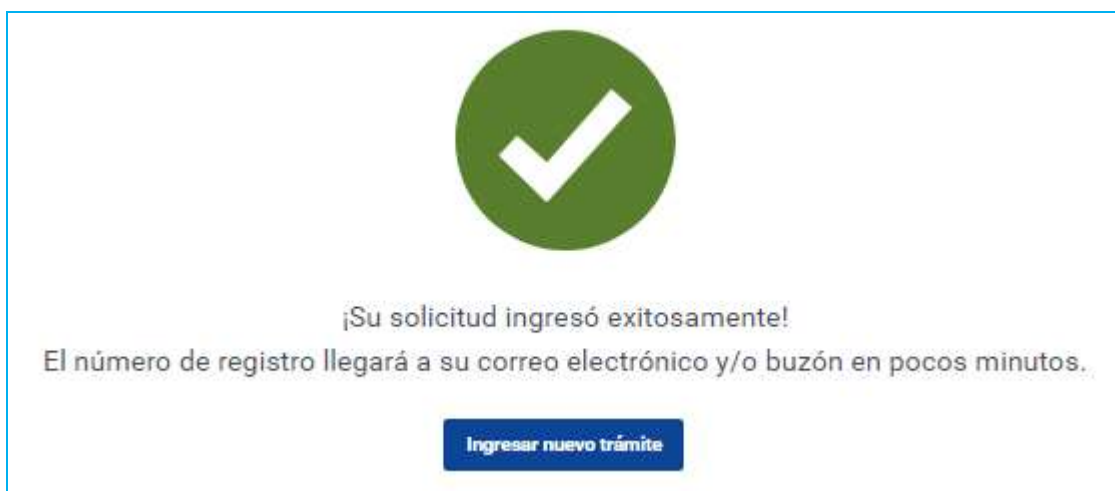 ¡Su solicitud ingresó exitosamente!
El número de registro llegará a su correo electrónico y/o buzón en pocos minutos.
Ingresar nuevo trámite